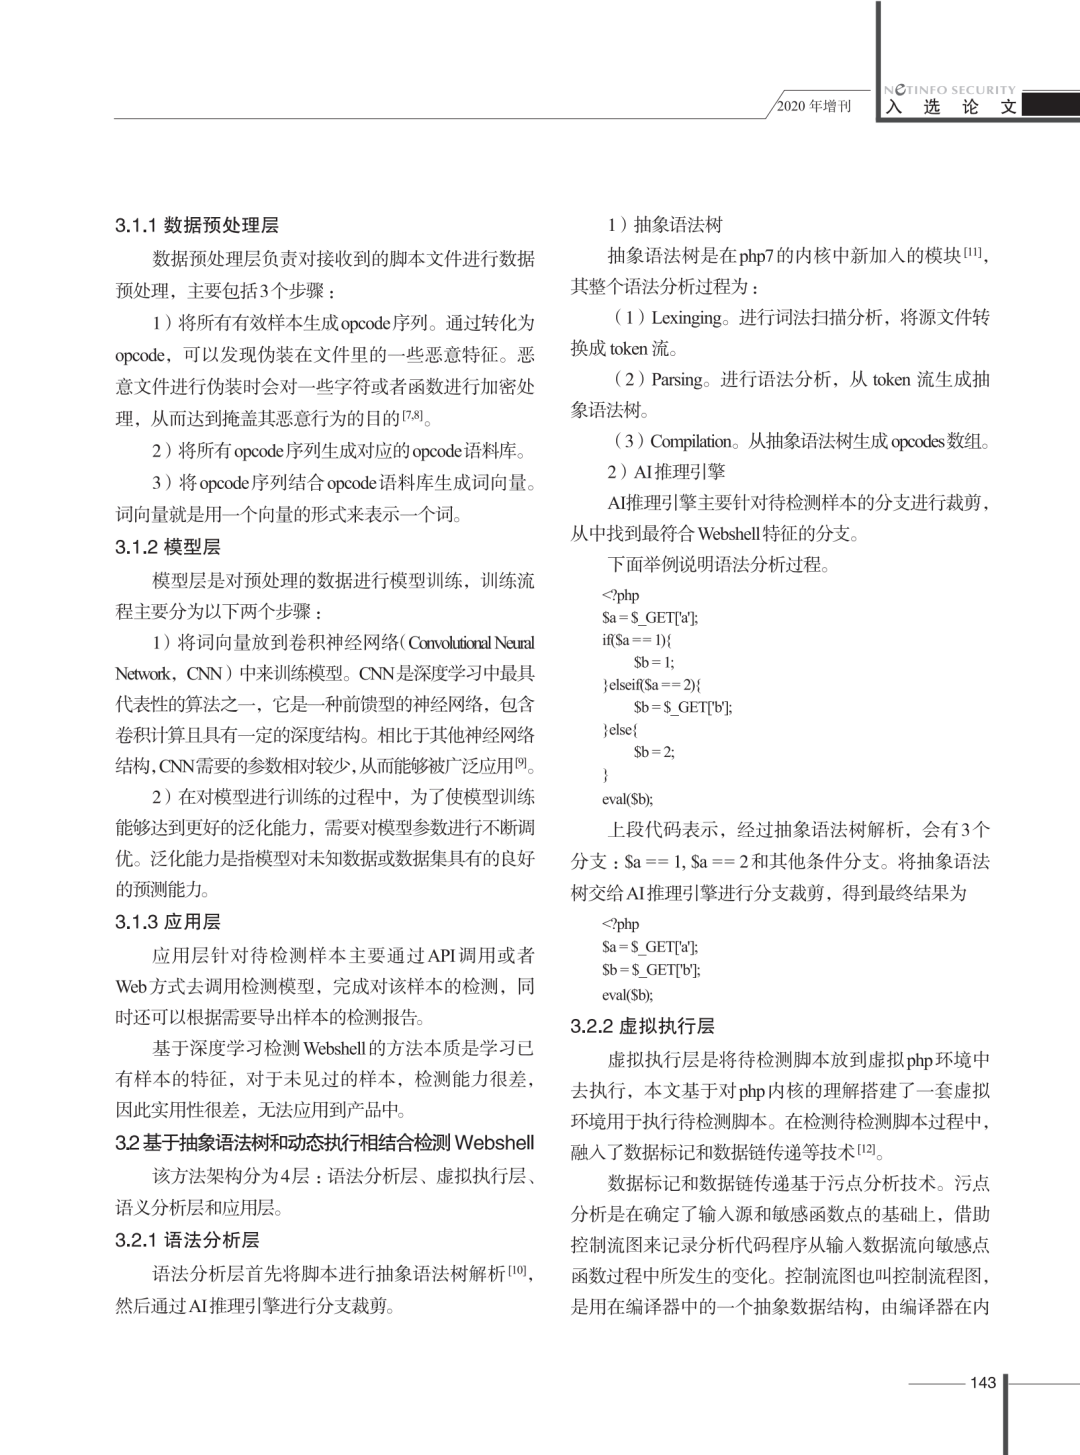 2020 年增刊
NETINFO SECURITY
入 选 论 文
3.1.1 数据预处理层
数据预处理层负责对接收到的脚本文件进行数据
预处理，主要包括3个步骤：
1）将所有有效样本生成opcode序列。通过转化为
opcode，可以发现伪装在文件里的一些恶意特征。恶
意文件进行伪装时会对一些字符或者函数进行加密处
理，从而达到掩盖其恶意行为的目的[7,8]。
2）将所有opcode序列生成对应的opcode语料库。
3）将opcode序列结合opcode语料库生成词向量。
词向量就是用一个向量的形式来表示一个词。
3.1.2 模型层
模型层是对预处理的数据进行模型训练，训练流
程主要分为以下两个步骤：
1）将词向量放到卷积神经网络（Convolutional Neural
Network，CNN）中来训练模型。CNN是深度学习中最具
代表性的算法之一，它是一种前馈型的神经网络，包含
卷积计算且具有一定的深度结构。相比于其他神经网络
结构，CNN需要的参数相对较少，从而能够被广泛应用[9]。
2）在对模型进行训练的过程中，为了使模型训练
能够达到更好的泛化能力，需要对模型参数进行不断调
优。泛化能力是指模型对未知数据或数据集具有的良好
的预测能力。
3.1.3 应用层
应用层针对待检测样本主要通过API调用或者
Web方式去调用检测模型，完成对该样本的检测，同
时还可以根据需要导出样本的检测报告。
基于深度学习检测Webshell的方法本质是学习已
有样本的特征，对于未见过的样本，检测能力很差，
因此实用性很差，无法应用到产品中。
3.2 基于抽象语法树和动态执行相结合检测 Webshell
该方法架构分为4层：语法分析层、虚拟执行层、
语义分析层和应用层。
3.2.1 语法分析层
语法分析层首先将脚本进行抽象语法树解析[10]，
然后通过AI推理引擎进行分支裁剪。
1）抽象语法树
抽象语法树是在php7的内核中新加入的模块[11]，
其整个语法分析过程为：
（1）Lexinging。进行词法扫描分析，将源文件转
换成 token 流。
（2）Parsing。进行语法分析，从 token 流生成抽
象语法树。
（3）Compilation。从抽象语法树生成opcodes数组。
2）AI推理引擎
AI推理引擎主要针对待检测样本的分支进行裁剪，
从中找到最符合Webshell特征的分支。
下面举例说明语法分析过程。
<?php
$a = $_GET['a'];
if($a == 1){
$b = 1;
}elseif($a == 2){
$b = $_GET['b'];
}else{
$b = 2;
}
eval($b);
上段代码表示，经过抽象语法树解析，会有3个
分支：$a == 1, $a == 2和其他条件分支。将抽象语法
树交给AI推理引擎进行分支裁剪，得到最终结果为
<?php
$a = $_GET['a'];
$b = $_GET['b'];
eval($b);
3.2.2 虚拟执行层
虚拟执行层是将待检测脚本放到虚拟php环境中
去执行，本文基于对php内核的理解搭建了一套虚拟
环境用于执行待检测脚本。在检测待检测脚本过程中，
融入了数据标记和数据链传递等技术[12]。
数据标记和数据链传递基于污点分析技术。污点
分析是在确定了输入源和敏感函数点的基础上，借助
控制流图来记录分析代码程序从输入数据流向敏感点
函数过程中所发生的变化。控制流图也叫控制流程图，
是用在编译器中的一个抽象数据结构，由编译器在内
143